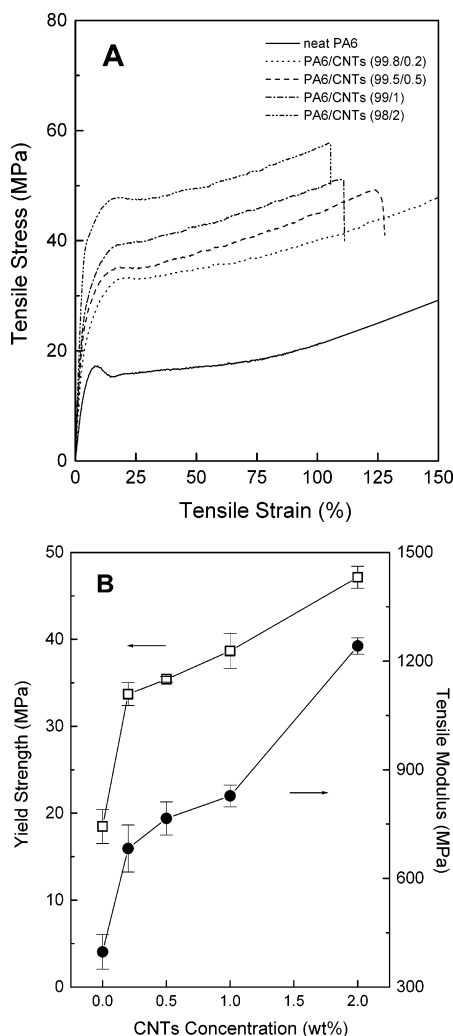 A
neat PA6
PA6/CNTs (99.8/0.2)
PA6/CNTs (99.5/0.5)
PA6/CNTs (99/1)
PA6/CNTs (98/2)
80
60
40
20
0
Tensile Stress (MPa)
0 25 50 75 100 125 150
Tensile Strain (%)
B
50
40
30
20
10
0
Yield Strength (MPa)
1500
1200
900
600
300
Tensile Modulus (MPa)
0.0 0.5 1.0 1.5 2.0
CNTs Concentration (wt%)